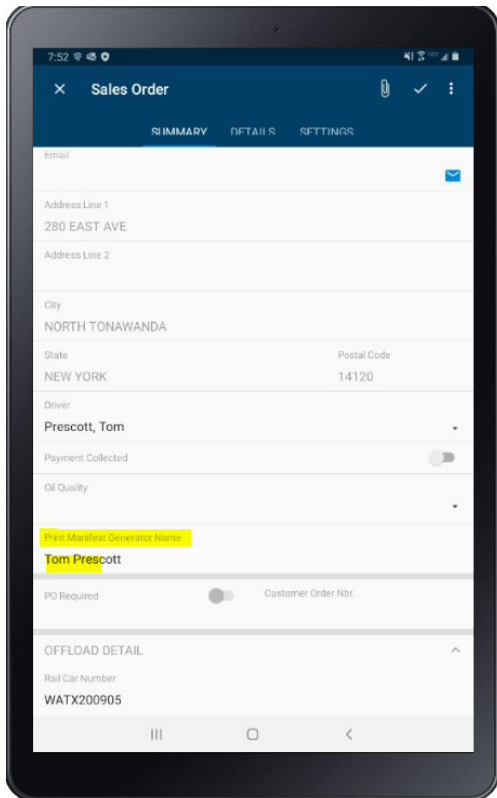 7:52
Sales Order
SUMMARY DETAILS SETTINGS
Email
Address Line 1
280 EAST AVE
Address Line 2
City
NORTH TONAWANDA
State Postal Code
NEW YORK 14120
Driver
Prescott, Tom
Payment Collected
Oil Quality
Print Manifest Generator Name
Tom Prescott
PO Required Customer Order Nbr.
OFFLOAD DETAIL
Rail Car Number
WATX200905